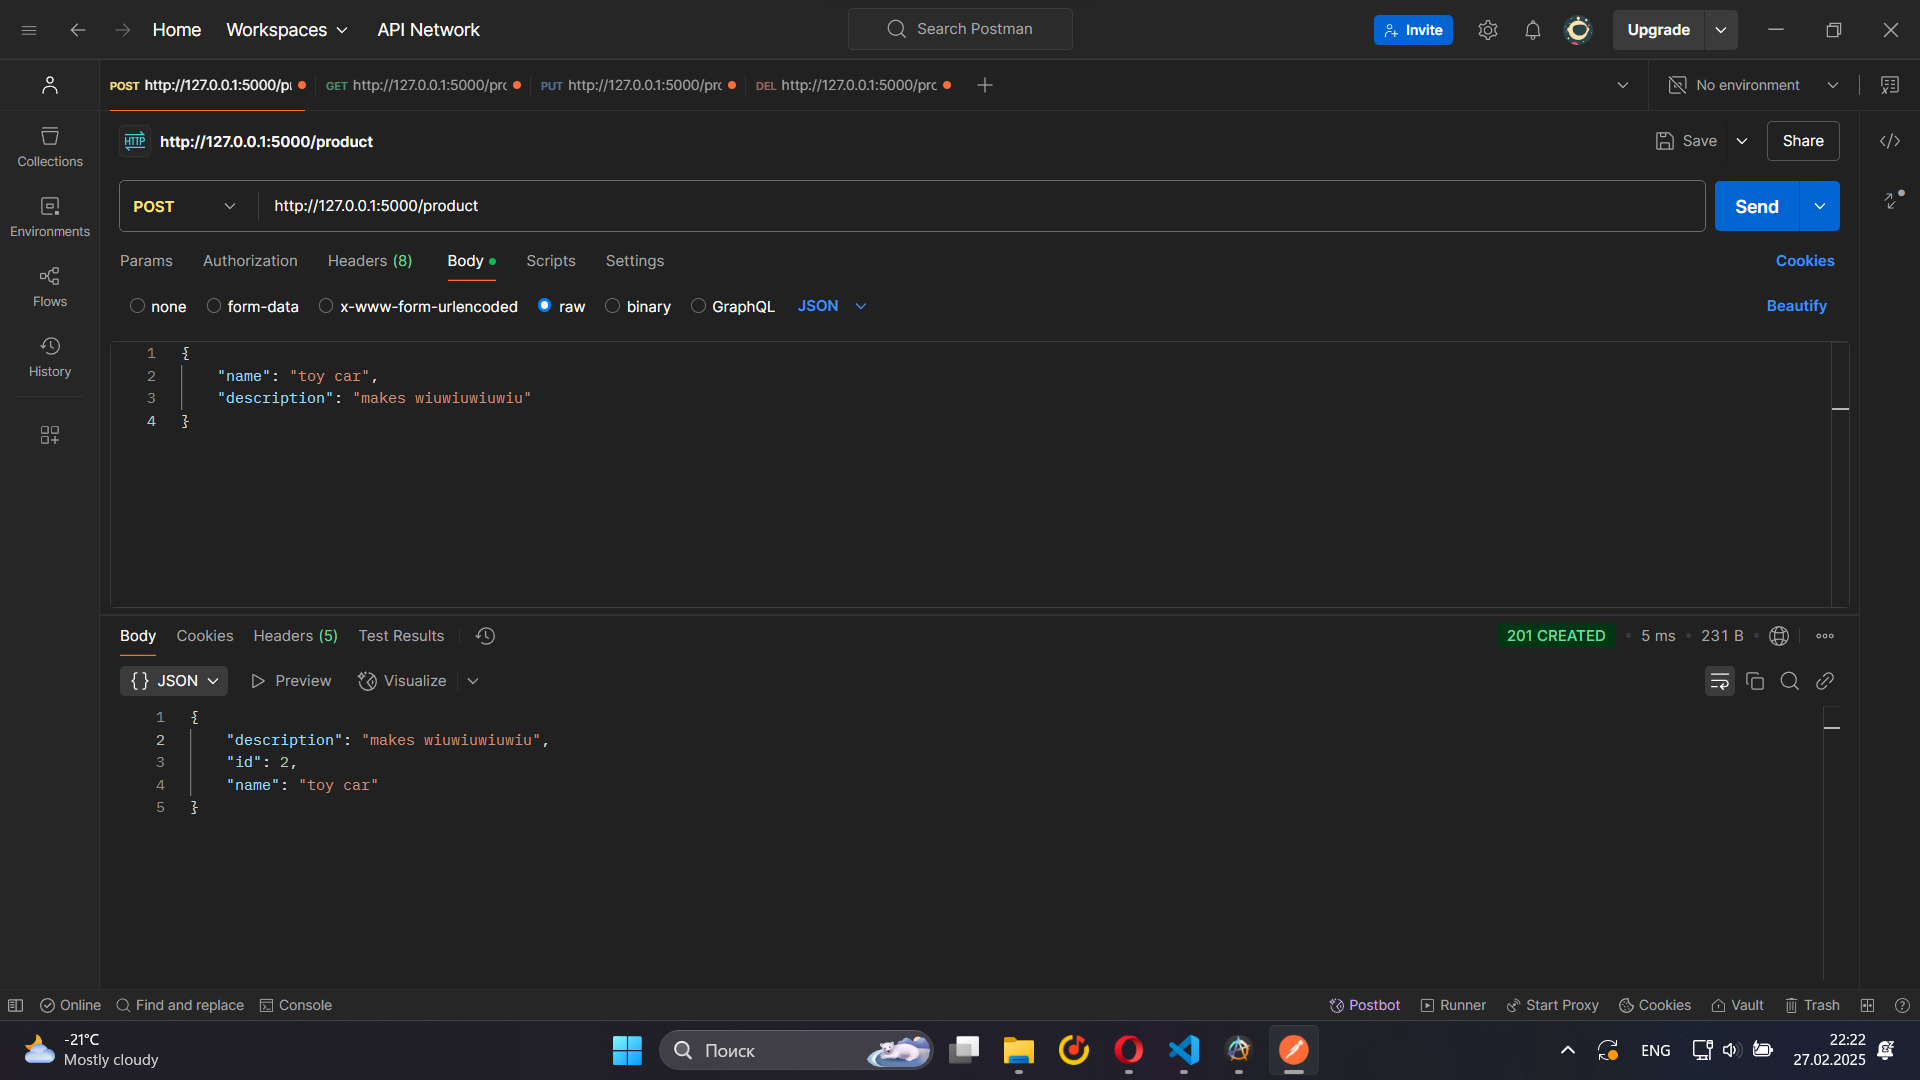 Home Workspaces API Network Search Postman Invite Upgrade
POST http://127.0.0.1:5000/pr GET http://127.0.0.1:5000/prc PUT http://127.0.0.1:5000/prc DEL http://127.0.0.1:5000/prc No environment
HTTP http://127.0.0.1:5000/product Save Share
Collections
Environments
Flows
History
POST http://127.0.0.1:5000/product Send
Params Authorization Headers (8) Body Scripts Settings Cookies
none form-data x-www-form-urlencoded raw binary GraphQL JSON Beautify
1 {
2 "name": "toy car",
3 "description": "makes wiuwiuwiuwiu"
4 }
Body Cookies Headers (5) Test Results 201 CREATED 5 ms 231 B
{} JSON Preview Visualize
1 {
2 "description": "makes wiuwiuwiuwiu",
3 "id": 2,
4 "name": "toy car"
5 }
Online Find and replace Console Postbot Runner Start Proxy Cookies Vault Trash
-21°C
Mostly cloudy
Поиск
ENG
22:22
27.02.2025